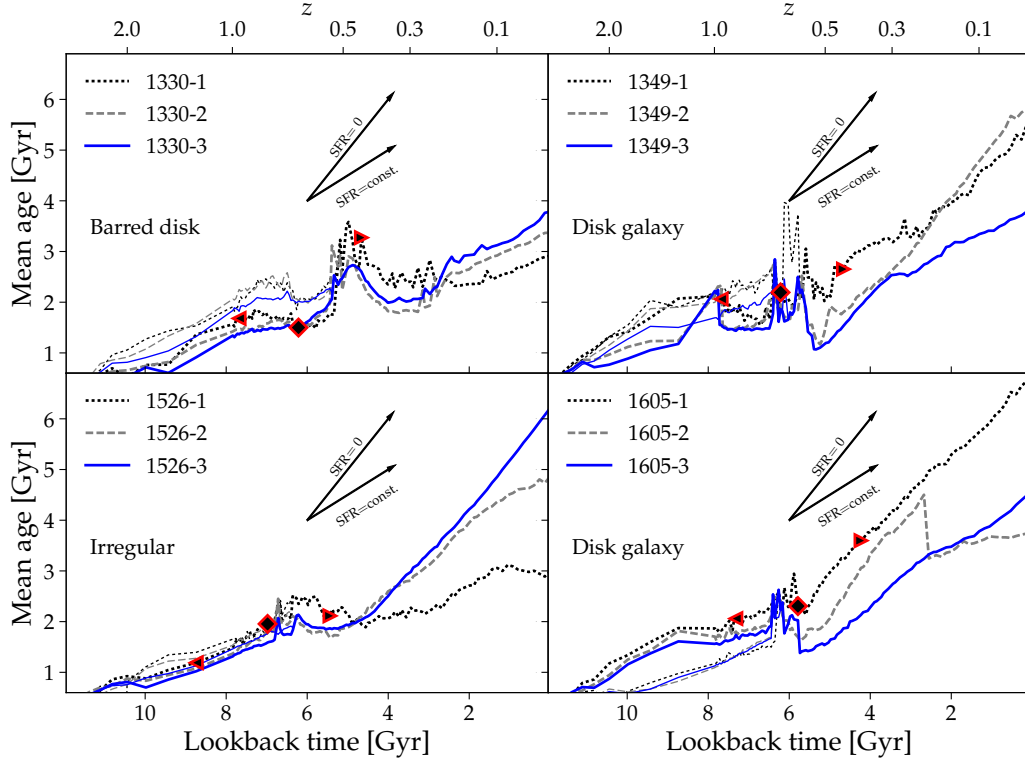 z z
2.0 1.0 0.5 0.3 0.1 2.0 1.0 0.5 0.3 0.1
Mean age [Gyr]
6
5
4
3
2
1
1330-1
1330-2
1330-3
SFR= 0
SFR=const.
Barred disk
1349-1
1349-2
1349-3
SFR= 0
SFR=const.
Disk galaxy
Mean age [Gyr]
6
5
4
3
2
1
1526-1
1526-2
1526-3
SFR= 0
SFR=const.
Irregular
1605-1
1605-2
1605-3
SFR= 0
SFR=const.
Disk galaxy
10 8 6 4 2 10 8 6 4 2
Lookback time [Gyr] Lookback time [Gyr]